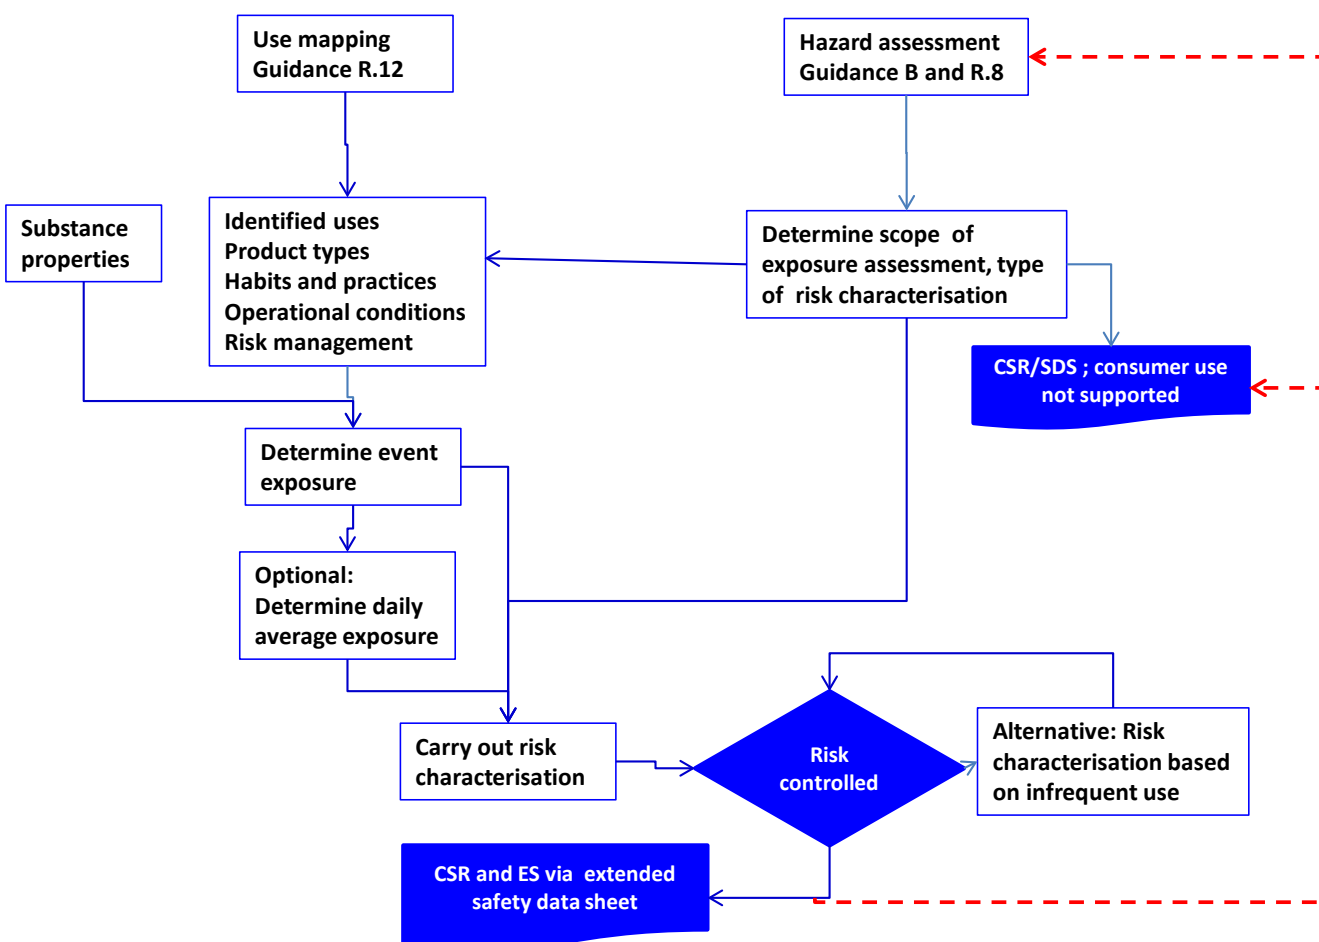 Use mapping
Guidance R.12
Hazard assessment
Guidance B and R.8
Substance
properties
Identified uses
Product types
Habits and practices
Operational conditions
Risk management
Determine scope of
exposure assessment, type
of risk characterisation
CSR/SDS ; consumer use
not supported
Determine event
exposure
Optional:
Determine daily
average exposure
Carry out risk
characterisation
Risk
controlled
Alternative: Risk
characterisation based
on infrequent use
CSR and ES via extended
safety data sheet